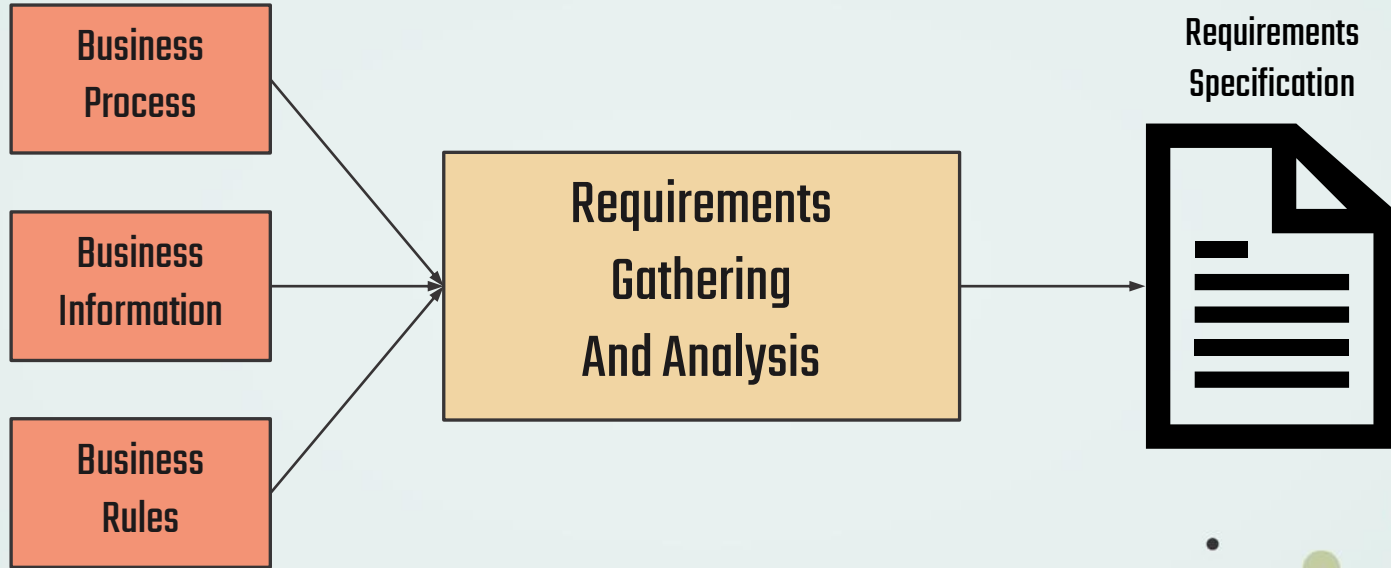 Business
Process
Business
Information
Business
Rules
Requirements
Gathering
And Analysis
Requirements
Specification